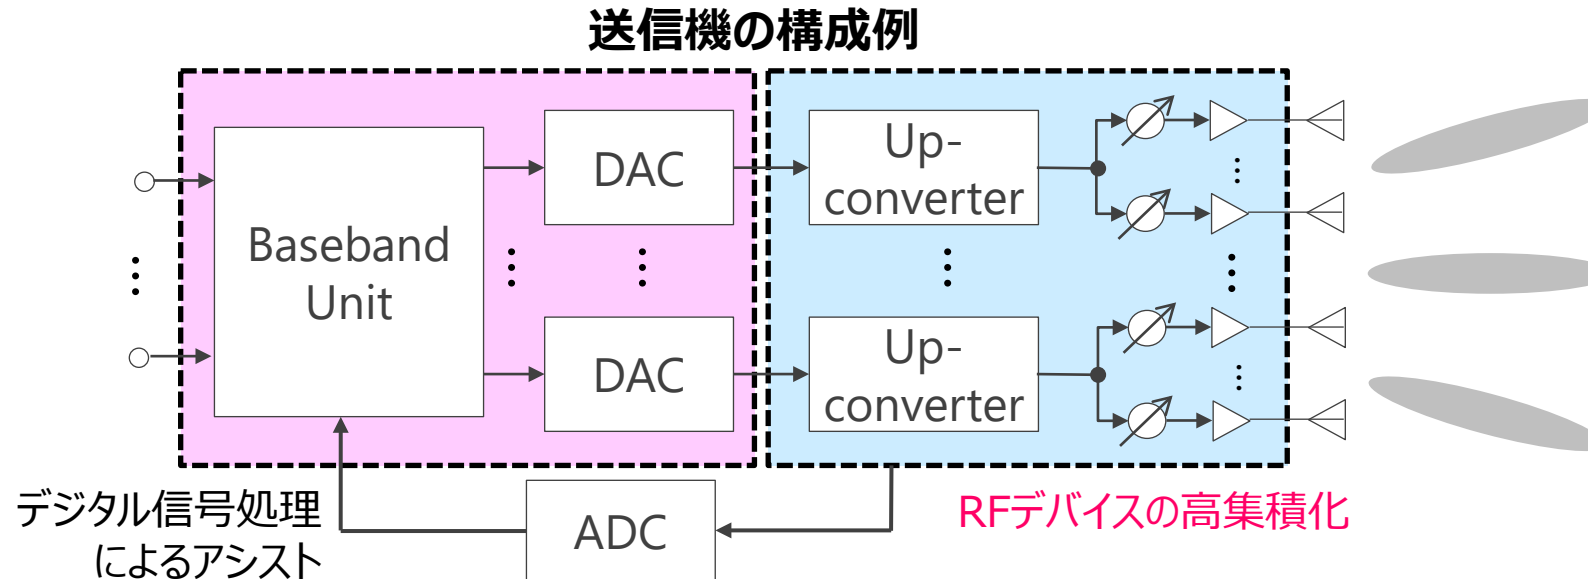 送信機の構成例
Baseband
Unit
DAC
DAC
Up-
converter
Up-
converter
デジタル信号処理
によるアシスト
ADC
RFデバイスの高集積化